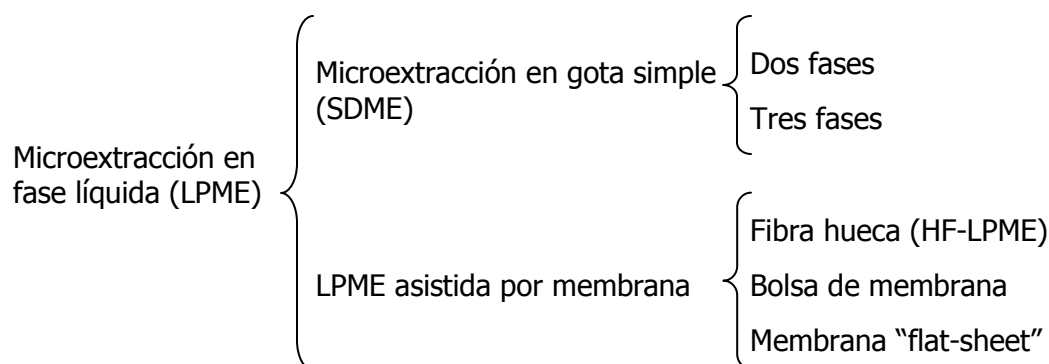 Microextracción en
fase líquida (LPME)
Microextracción en gota simple
(SDME)
Dos fases
Tres fases
LPME asistida por membrana
Fibra hueca (HF-LPME)
Bolsa de membrana
Membrana “flat-sheet”